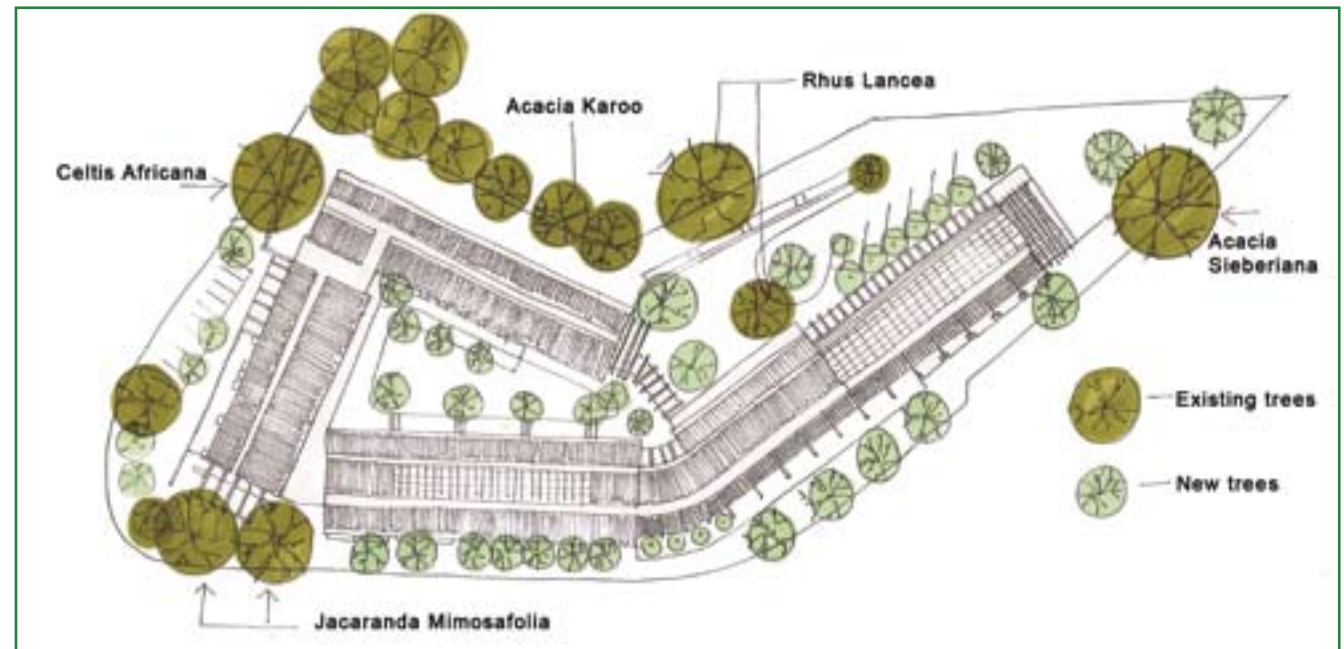 Rhus Lancea
Acacia Karoo
Celtis Africana
Acacia
Sieberiana
Existing trees
New trees
Jacaranda Mimosafolia